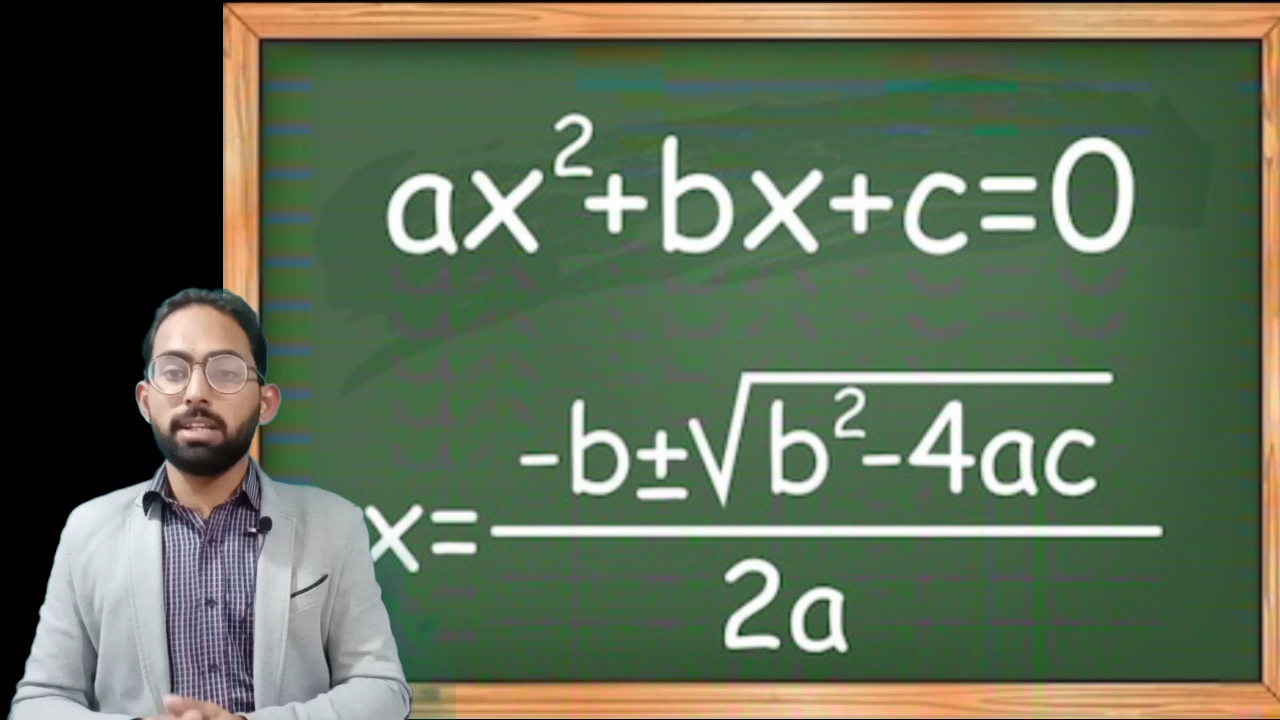 ax²+bx+c=0
x= -b±√b²-4ac
2a